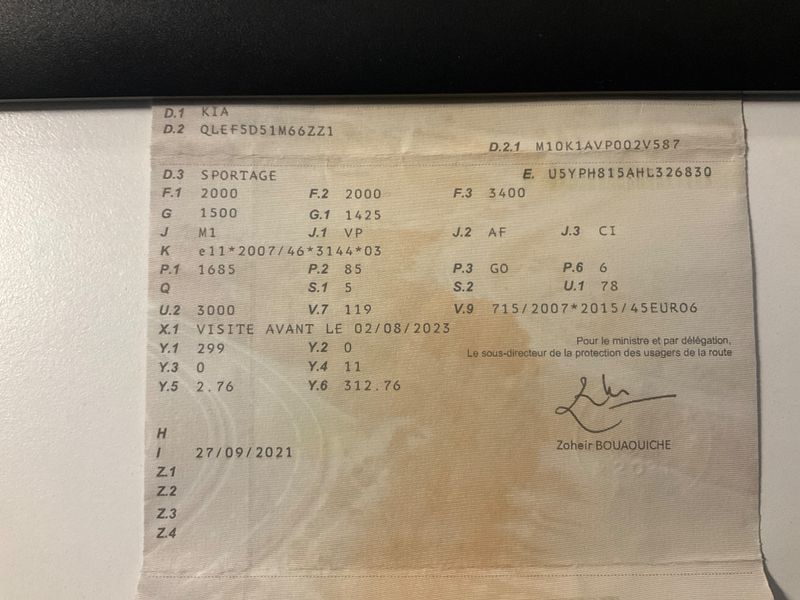 D.1 KIA
D.2 QLEF5D51M66ZZ1
D.2.1 M10K1AVP002V587
D.3 SPORTAGE E. U5YPH815AHL326830
F.1 2000 F.2 2000 F.3 3400
G 1500 G.1 1425
J M1 J.1 VP J.2 AF J.3 CI
K e11*2007/46*3144*03
P.1 1685 P.2 85 P.3 GO P.6 6
Q S.1 5 S.2 U.1 78
U.2 3000 V.7 119 V.9 715/2007*2015/45EURO6
X.1 VISITE AVANT LE 02/08/2023
Pour le ministre et par délégation,
Y.1 299 Y.2 0
Le sous-directeur de la protection des usagers de la route
Y.3 0 Y.4 11
Y.5 2.76 Y.6 312.76
H
Zoheir BOUAOUICHE
I 27/09/2021
Z.1
Z.2
Z.3
Z.4